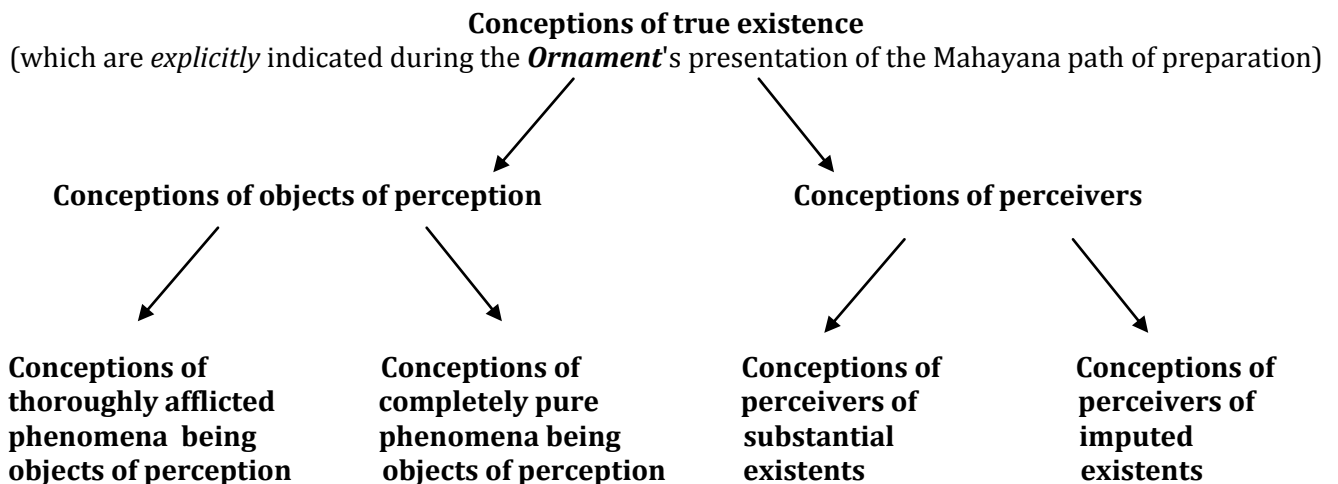 Conceptions of true existence
(which are explicitly indicated during the Ornament's presentation of the Mahayana path of preparation)
Conceptions of objects of perception
Conceptions of perceivers
Conceptions of
thoroughly afflicted
phenomena being
objects of perception
Conceptions of
completely pure
phenomena being
objects of perception
Conceptions of
perceivers of
substantial
existents
Conceptions of
perceivers of
imputed
existents